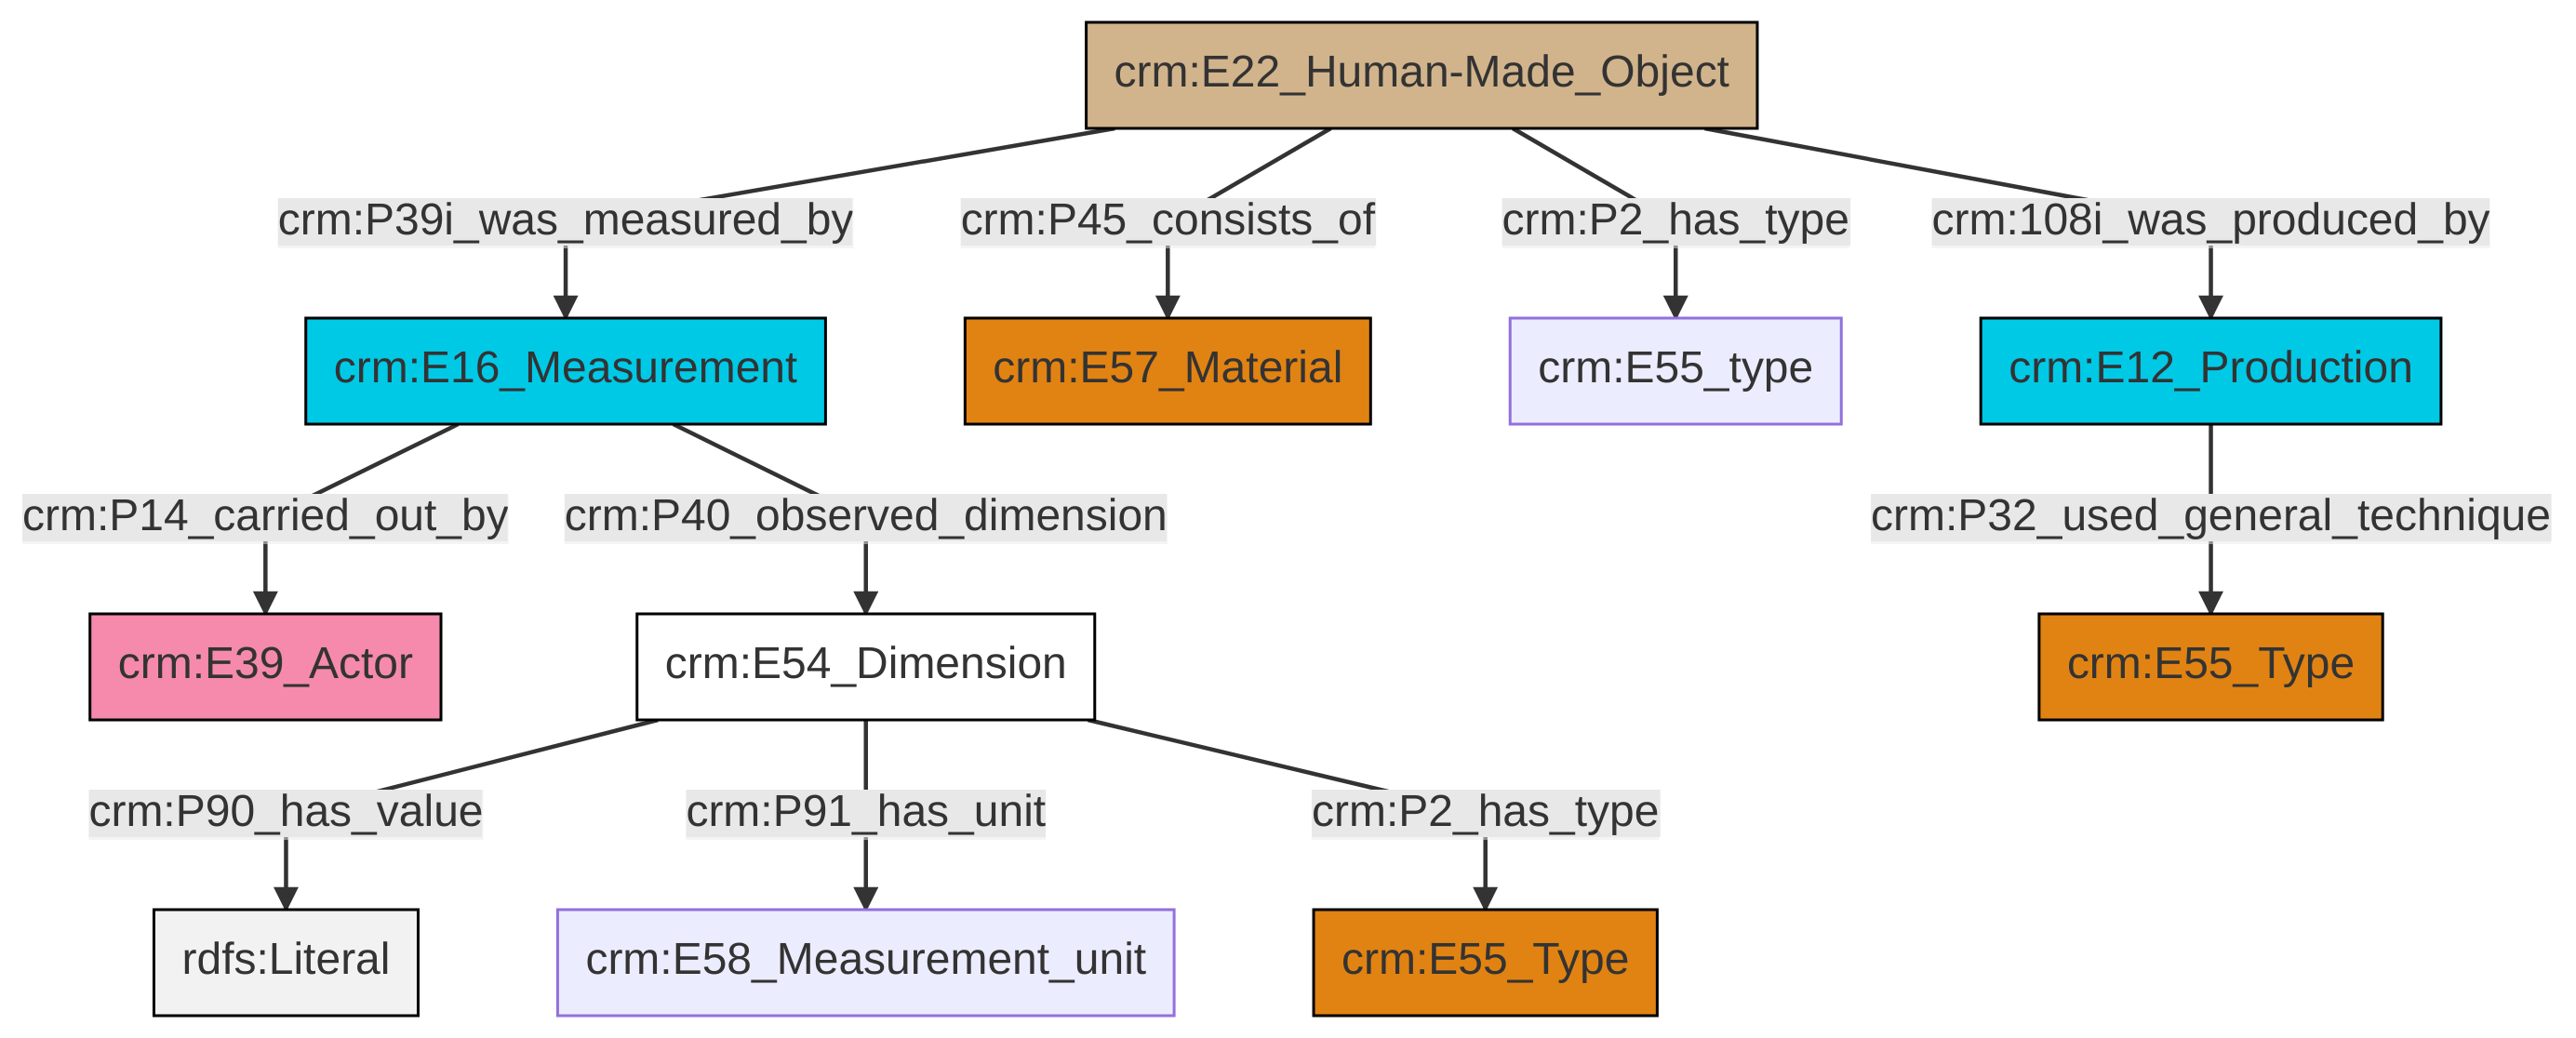 crm:E22_Human-Made_Object
crm:P39i_was_measured_by
crm:P45_consists_of
crm:P2_has_type
crm:108i_was_produced_by
crm:E16_Measurement
crm:E57_Material
crm:E55_type
crm:E12_Production
crm:P14_carried_out_by
crm:P40_observed_dimension
crm:P32_used_general_technique
crm:E39_Actor
crm:E54_Dimension
crm:E55_Type
crm:P90_has_value
crm:P91_has_unit
crm:P2_has_type
rdfs:Literal
crm:E58_Measurement_unit
crm:E55_Type